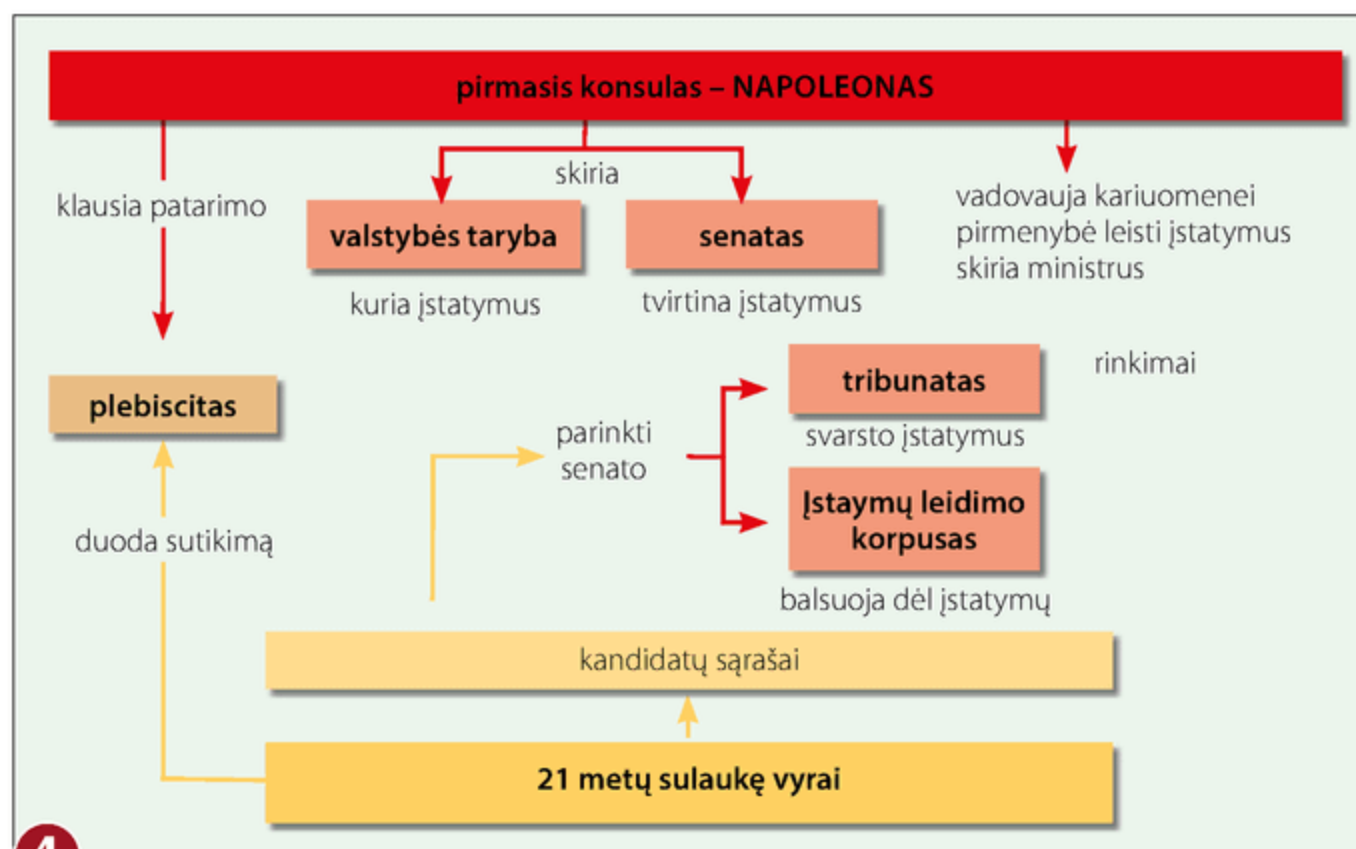 pirmasis konsulas – NAPOLEONAS
klausia patarimo
skiria
valstybės taryba
kuria įstatymus
senatas
tvirtina įstatymus
vadovauja kariuomenei
pirmenybė leisti įstatymus
skiria ministrus
plebiscitas
duoda sutikimą
parinkti
senato
tribunatas
svarsto įstatymus
rinkimai
Įstaymų leidimo
korpusas
balsuoja dėl įstatymų
kandidatų sąrašai
21 metų sulaukę vyrai
4